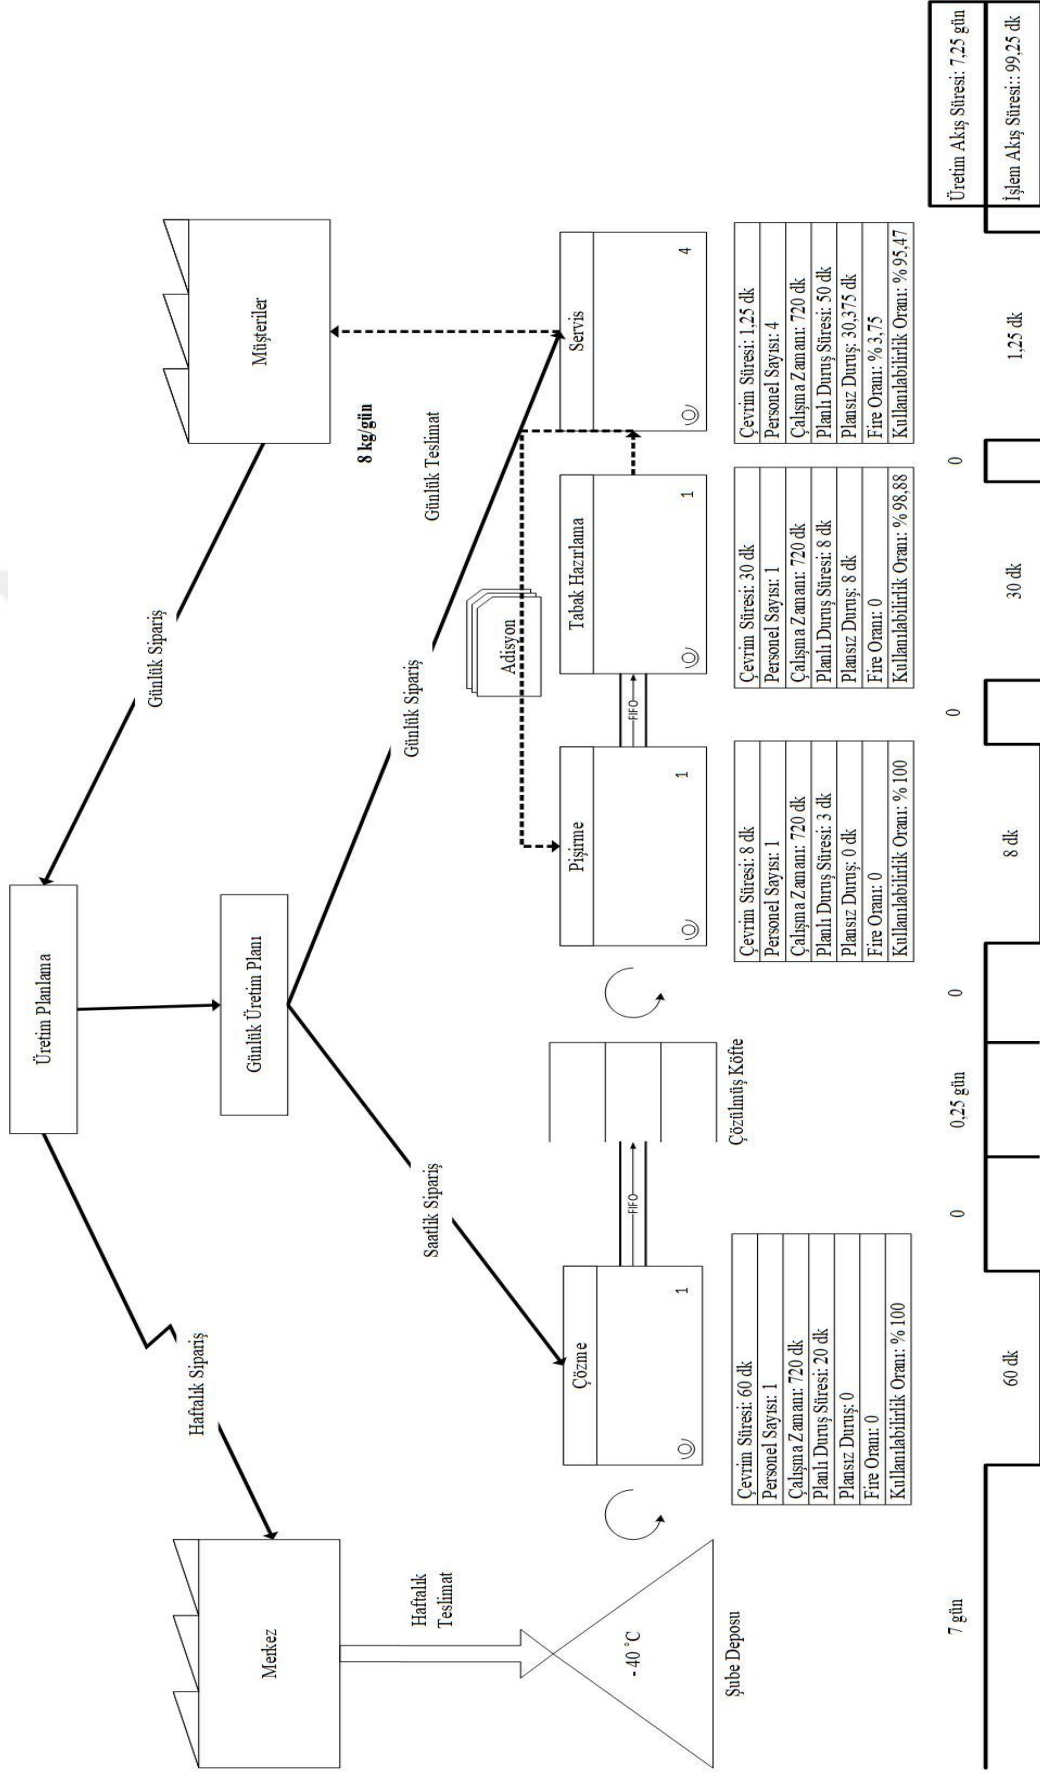 Üretim Planlama
Günlük Üretim Planı
Haftalık Sipariş
Günlük Sipariş
Saatlik Sipariş
Günlük Sipariş
Merkez
Müşteriler
8 kg/gün
Günlük Teslimat
Haftalık
Teslimat
- 40 ˚C
Şube Deposu
Çözme
1
FIFO
Çözülmüş Köfte
Pişirme
1
FIFO
Adisyon
Tabak Hazırlama
1
Servis
4
Çevrim Süresi: 60 dk
Personel Sayısı: 1
Çalışma Zamanı: 720 dk
Planlı Duruş Süresi: 20 dk
Plansız Duruş: 0
Fire Oranı: 0
Kullanılabilirlik Oranı: %100
Çevrim Süresi: 8 dk
Personel Sayısı: 1
Çalışma Zamanı: 720 dk
Planlı Duruş Süresi: 3 dk
Plansız Duruş: 0 dk
Fire Oranı: 0
Kullanılabilirlik Oranı: %100
Çevrim Süresi: 30 dk
Personel Sayısı: 1
Çalışma Zamanı: 720 dk
Planlı Duruş Süresi: 8 dk
Plansız Duruş: 8 dk
Fire Oranı: 0
Kullanılabilirlik Oranı: %98,88
Çevrim Süresi: 1,25 dk
Personel Sayısı: 4
Çalışma Zamanı: 720 dk
Planlı Duruş Süresi: 50 dk
Plansız Duruş: 30,375 dk
Fire Oranı: %3,75
Kullanılabilirlik Oranı: %95,47
7 gün
0
0,25 gün
0
0
0
Üretim Akış Süresi: 7,25 gün
60 dk
8 dk
30 dk
1,25 dk
İşlem Akış Süresi:: 99,25 dk